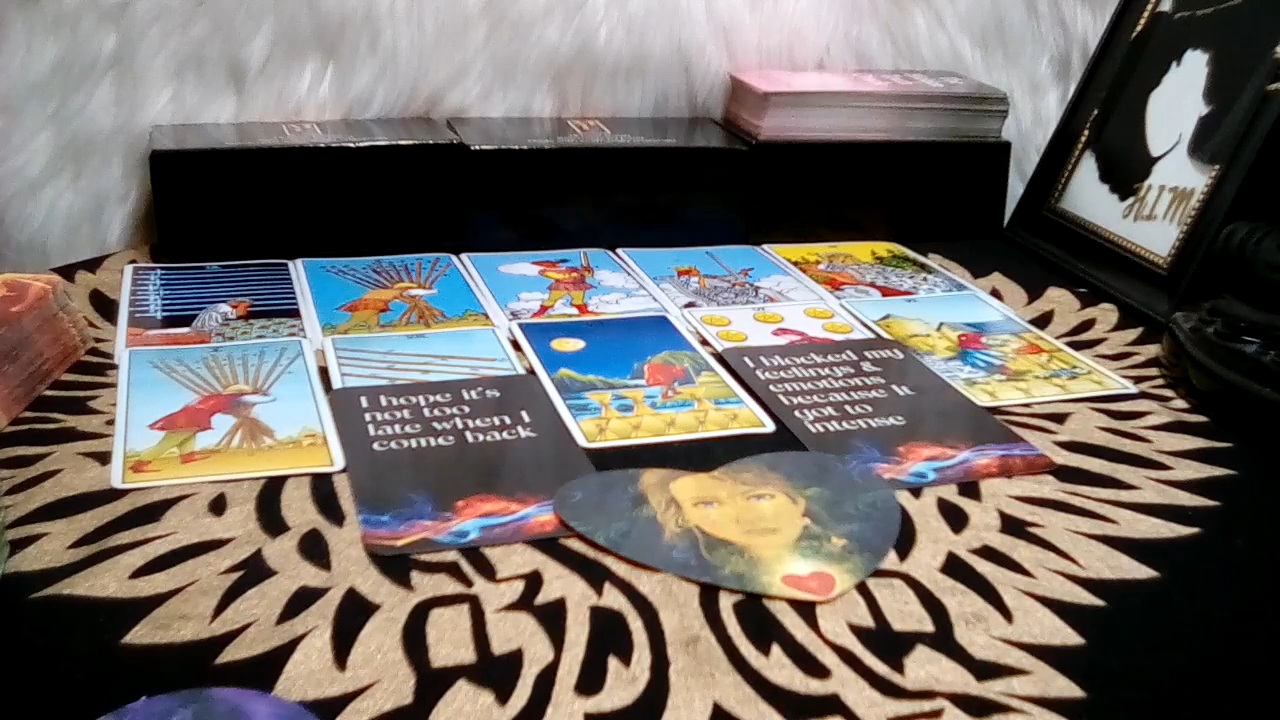 H.I.M
I hope it's
not too
late when I
come back
I blocked my
feelings &
emotions
because it
got to
intense